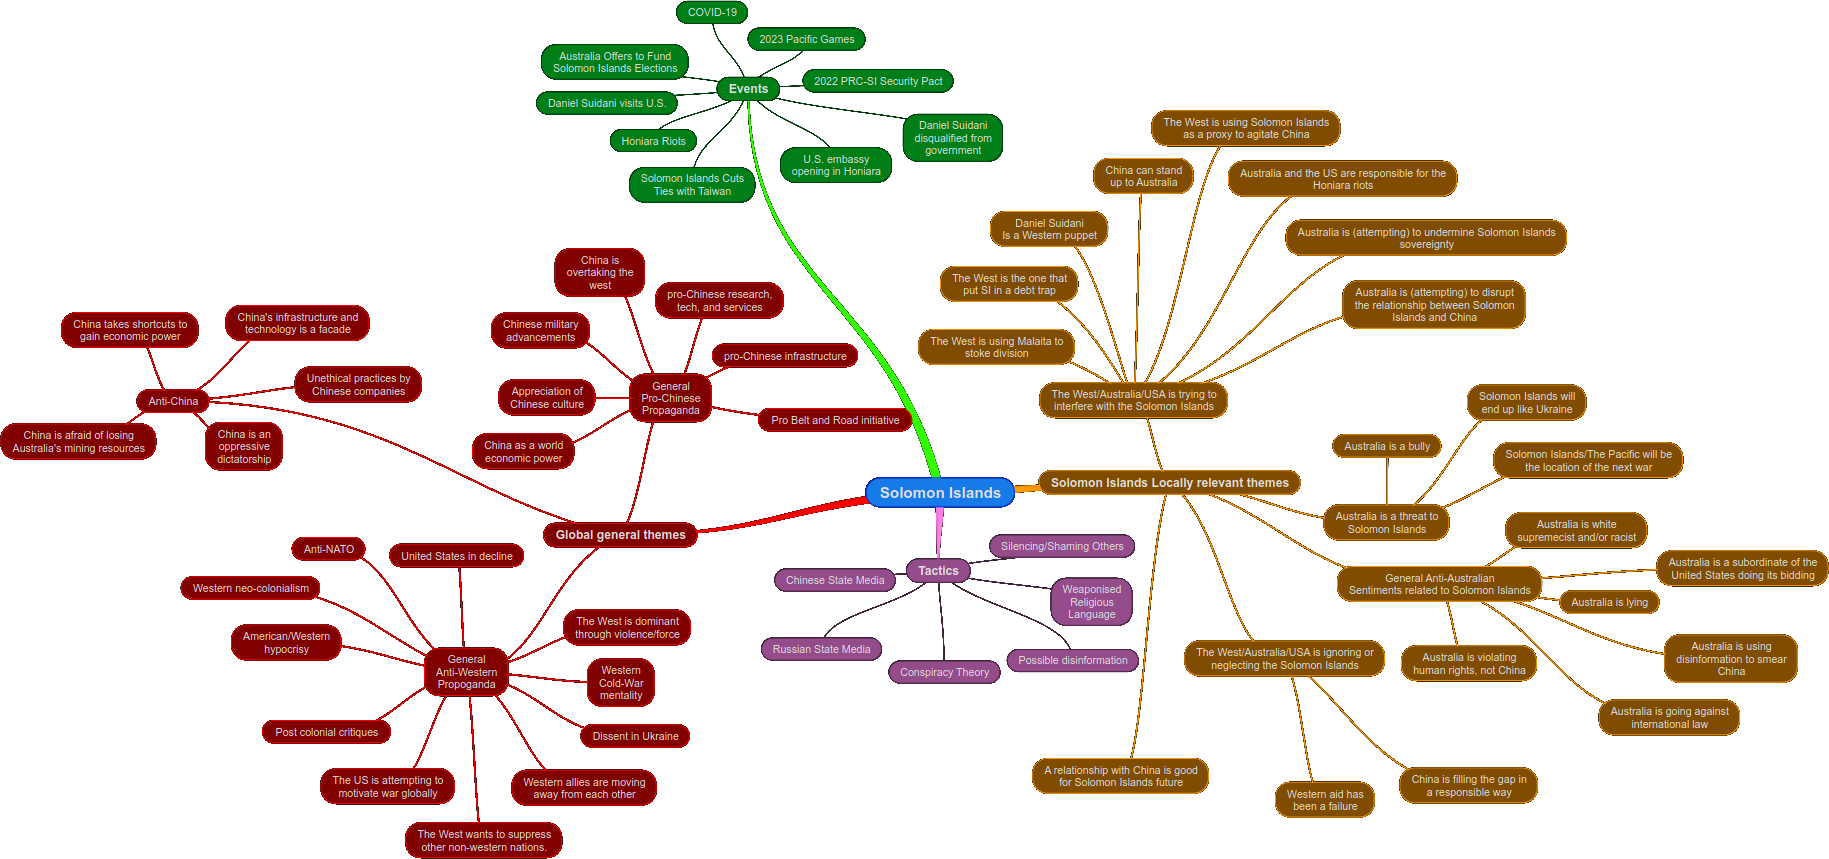 COVID-19
2023 Pacific Games
Australia Offers to Fund
Solomon Islands Elections
2022 PRC-SI Security Pact
Events
Daniel Suidani visits U.S.
Daniel Suidani
disqualified from
government
Honiara Riots
U.S. embassy
opening in Honiara
Solomon Islands Cuts
Ties with Taiwan
The West is using Solomon Islands
as a proxy to agitate China
China can stand
up to Australia
Australia and the US are responsible for the
Honiara riots
Daniel Suidani
Is a Western puppet
Australia is (attempting) to undermine Solomon Islands
sovereignty
The West is the one that
put SI in a debt trap
Australia is (attempting) to disrupt
the relationship between Solomon
Islands and China
The West is using Malaita to
stoke division
The West/Australia/USA is trying to
interfere with the Solomon Islands
China is
overtaking the
west
pro-Chinese research,
tech, and services
Chinese military
advancements
pro-Chinese infrastructure
General
Pro-Chinese
Propaganda
Appreciation of
Chinese culture
Pro Belt and Road initiative
China as a world
economic power
China takes shortcuts to
gain economic power
China's infrastructure and
technology is a facade
Unethical practices by
Chinese companies
Anti-China
China is afraid of losing
Australia's mining resources
China is an
oppressive
dictatorship
Solomon Islands
Solomon Islands Locally relevant themes
Solomon Islands will
end up like Ukraine
Australia is a bully
Solomon Islands/The Pacific will be
the location of the next war
Australia is a threat to
Solomon Islands
Australia is white
supremecist and/or racist
Australia is a subordinate of the
United States doing its bidding
General Anti-Australian
Sentiments related to Solomon Islands
Australia is lying
Australia is using
disinformation to smear
China
Australia is violating
human rights, not China
Australia is going against
international law
The West/Australia/USA is ignoring or
neglecting the Solomon Islands
A relationship with China is good
for Solomon Islands future
Western aid has
been a failure
China is filling the gap in
a responsible way
Global general themes
Anti-NATO
United States in decline
Western neo-colonialism
American/Western
hypocrisy
The West is dominant
through violence/force
General
Anti-Western
Propoganda
Western
Cold-War
mentality
Post colonial critiques
Dissent in Ukraine
The US is attempting to
motivate war globally
Western allies are moving
away from each other
The West wants to suppress
other non-western nations.
Tactics
Silencing/Shaming Others
Chinese State Media
Weaponised
Religious
Language
Russian State Media
Conspiracy Theory
Possible disinformation